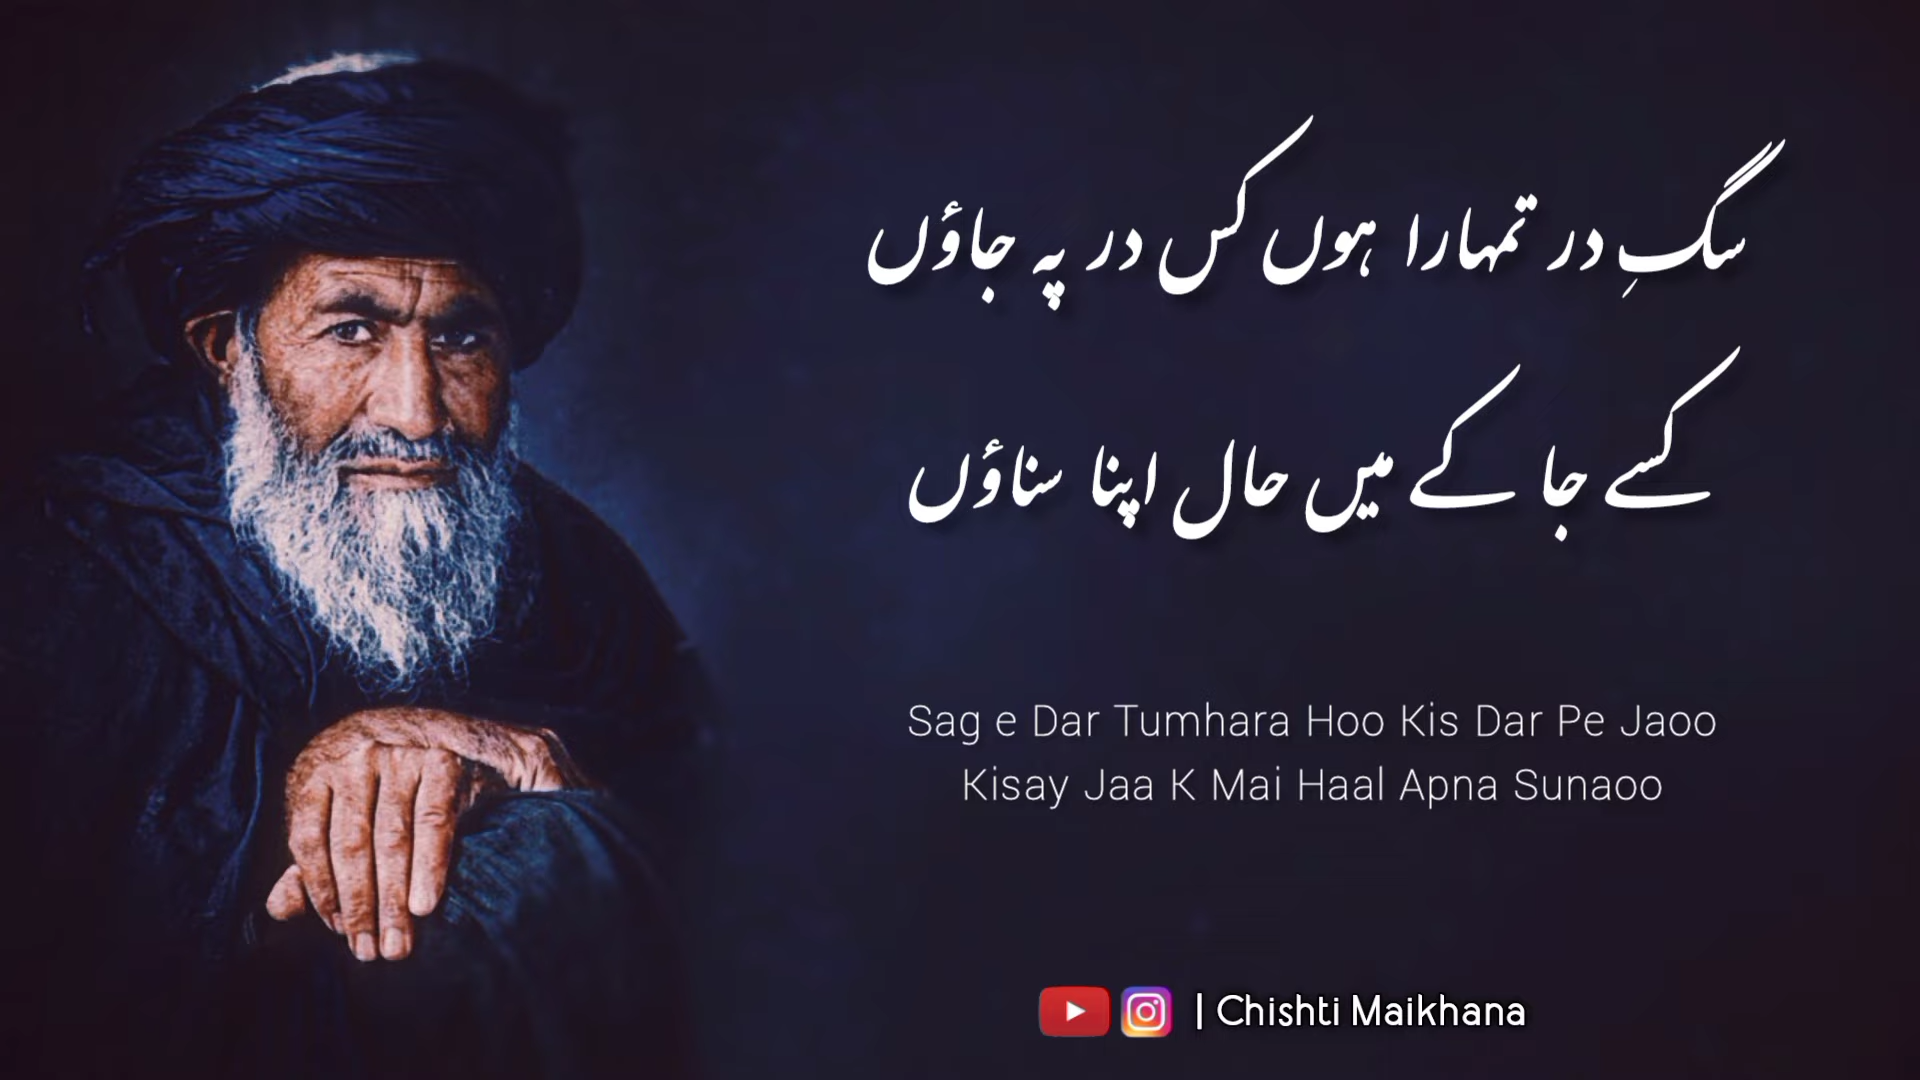 سگِ در تمہارا ہوں کس در پہ جاؤں
کسے جا کے میں حال اپنا سناؤں
Sag e Dar Tumhara Hoo Kis Dar Pe Jaoo
Kisay Jaa K Mai Haal Apna Sunaoo
| Chishti Maikhana